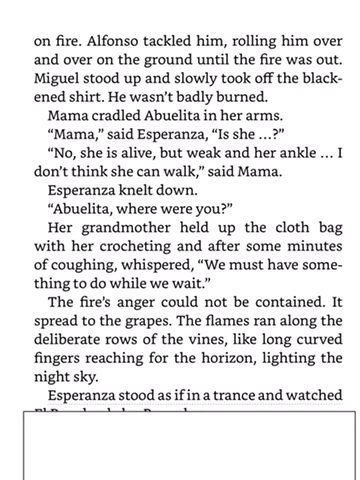 on fire. Alfonso tackled him, rolling him over
and over on the ground until the fire was out.
Miguel stood up and slowly took off the black-
ened shirt. He wasn't badly burned.
Mama cradled Abuelita in her arms.
"Mama," said Esperanza, "Is she ...?"
"No, she is alive, but weak and her ankle ... I
don't think she can walk," said Mama.
Esperanza knelt down.
"Abuelita, where were you?"
Her grandmother held up the cloth bag
with her crocheting and after some minutes
of coughing, whispered, "We must have some-
thing to do while we wait."
The fire's anger could not be contained. It
spread to the grapes. The flames ran along the
deliberate rows of the vines, like long curved
fingers reaching for the horizon, lighting the
night sky.
Esperanza stood as if in a trance and watched